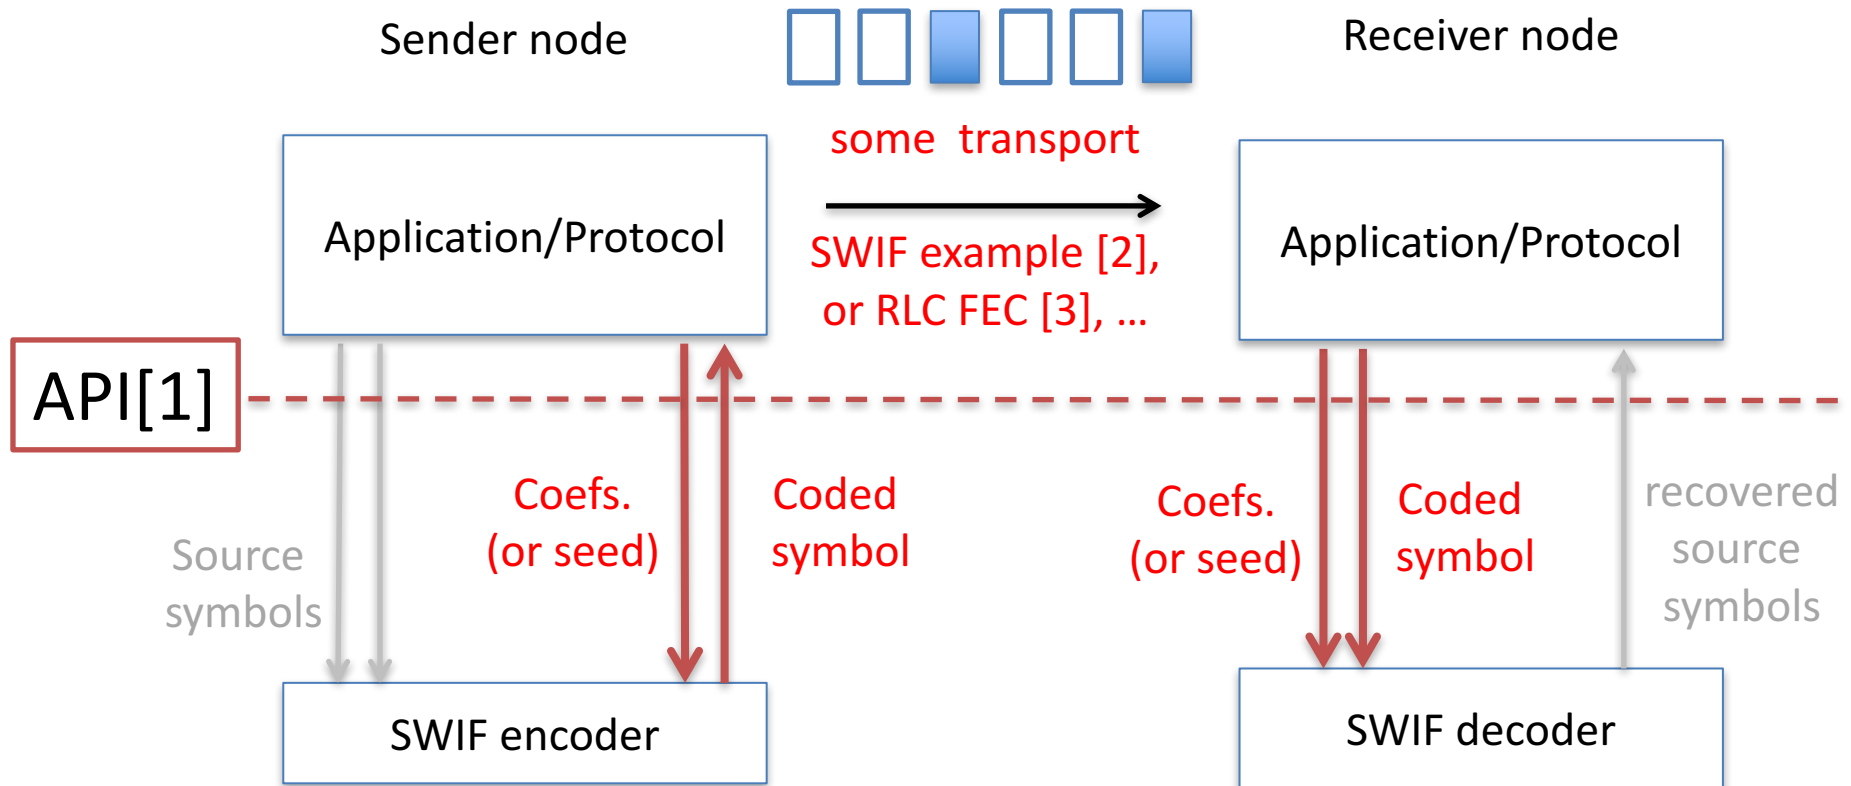 Sender node
Receiver node
some transport
Application/Protocol
SWIF example [2],
or RLC FEC [3], ...
Application/Protocol
API[1]
Source
symbols
Coefs.
(or seed)
Coded
symbol
Coefs.
(or seed)
Coded
symbol
recovered
source
symbols
SWIF encoder
SWIF decoder